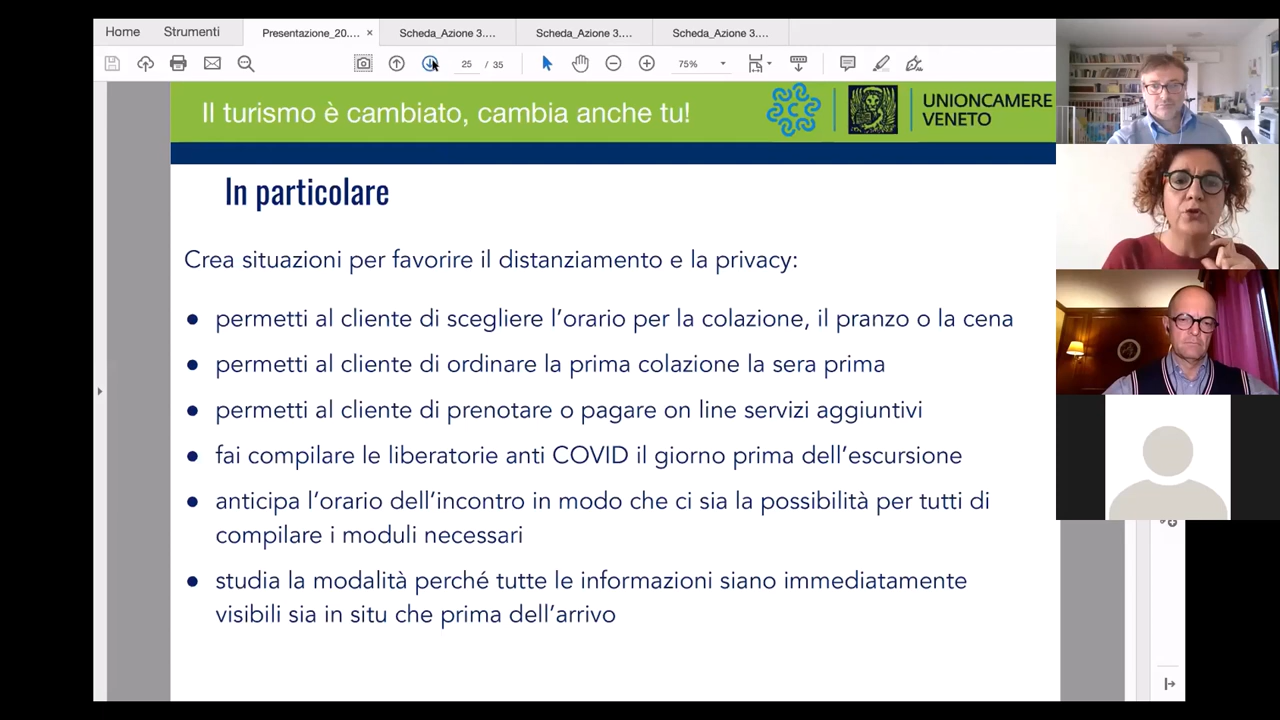 Home Strumenti Presentazione_20.... × Scheda_Azione 3.... Scheda_Azione 3.... Scheda_Azione 3....
25 / 35 75%
Il turismo è cambiato, cambia anche tu!
UNIONCAMERE
VENETO
In particolare
Crea situazioni per favorire il distanziamento e la privacy:
● permetti al cliente di scegliere l’orario per la colazione, il pranzo o la cena
● permetti al cliente di ordinare la prima colazione la sera prima
● permetti al cliente di prenotare o pagare on line servizi aggiuntivi
● fai compilare le liberatorie anti COVID il giorno prima dell’escursione
● anticipa l’orario dell’incontro in modo che ci sia la possibilità per tutti di
compilare i moduli necessari
● studia la modalità perché tutte le informazioni siano immediatamente
visibili sia in situ che prima dell’arrivo